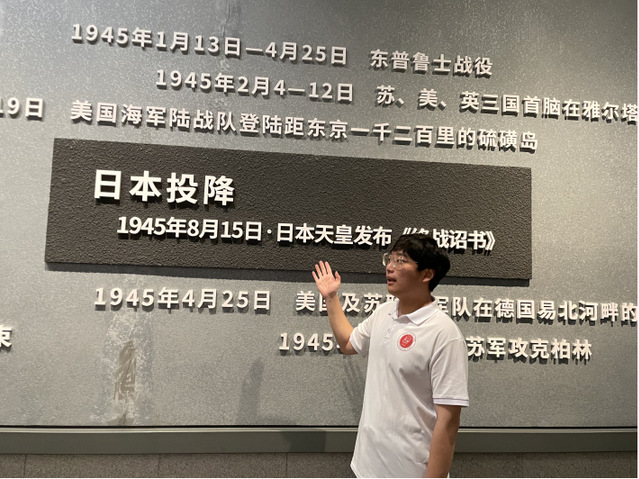 1945年1月13日—4月25日 东普鲁士战役
1945年2月4—12日 苏、美、英三国首脑在雅尔塔
19日 美国海军陆战队登陆距东京一千二百里的硫磺岛
日本投降
1945年8月15日·日本天皇发布《终战诏书》
1945年4月25日 美国及苏 军队在德国易北河畔的
束 1945 苏军攻克柏林